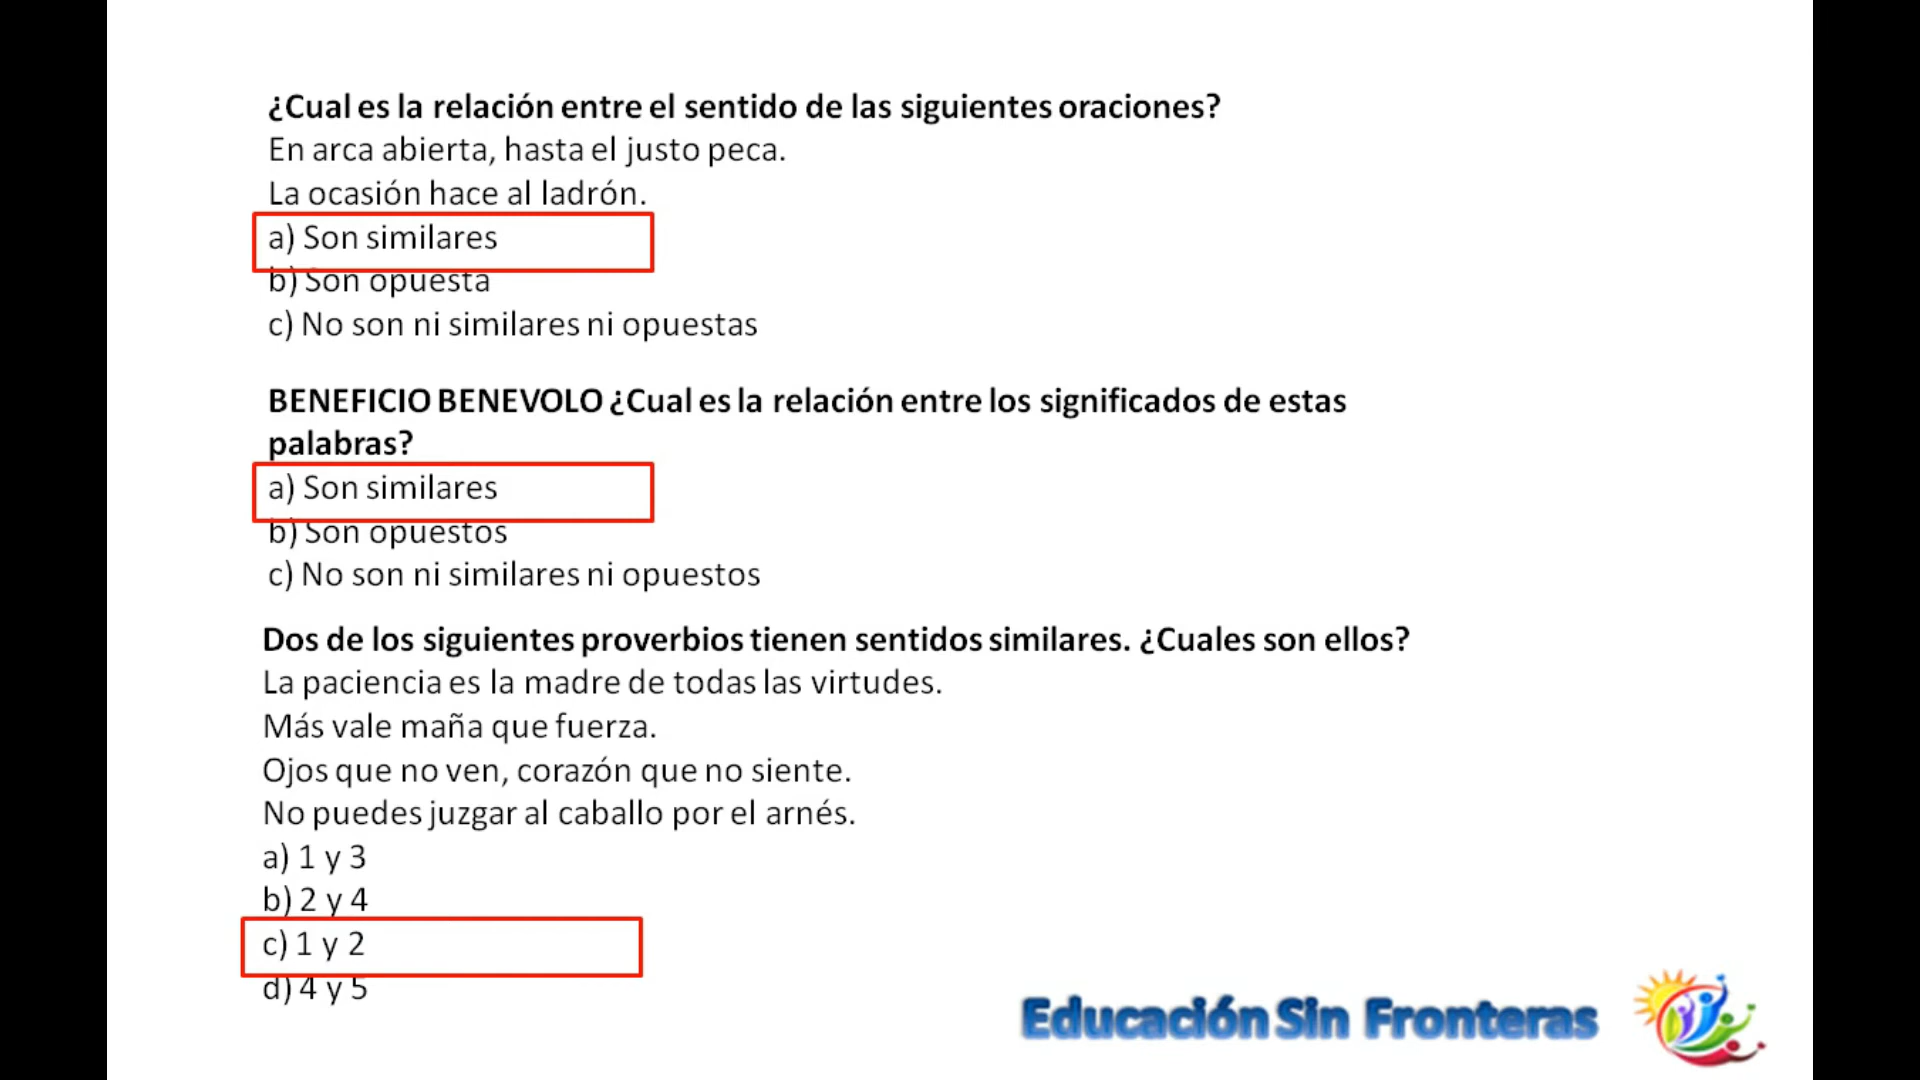 ¿Cual es la relación entre el sentido de las siguientes oraciones?
En arca abierta, hasta el justo peca.
La ocasión hace al ladrón.
a) Son similares
b) Son opuesta
c) No son ni similares ni opuestas
BENEFICIO BENEVOLO ¿Cual es la relación entre los significados de estas
palabras?
a) Son similares
b) Son opuestos
c) No son ni similares ni opuestos
Dos de los siguientes proverbios tienen sentidos similares. ¿Cuales son ellos?
La paciencia es la madre de todas las virtudes.
Más vale maña que fuerza.
Ojos que no ven, corazón que no siente.
No puedes juzgar al caballo por el arnés.
a) 1 y 3
b) 2 y 4
c) 1 y 2
d) 4 y 5
Educación Sin Fronteras